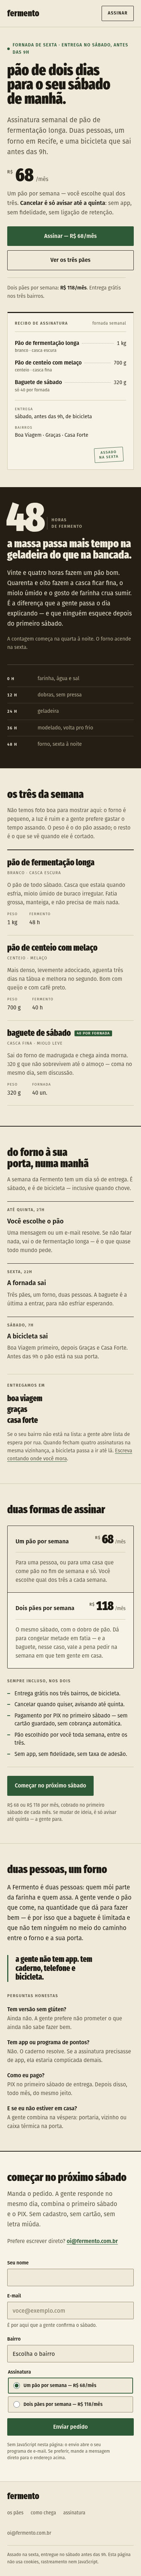 fermento
ASSINAR
FORNADA DE SEXTA · ENTREGA NO SÁBADO, ANTES
DAS 9H
pão de dois dias
para o seu sábado
de manhã.
Assinatura semanal de pão de
fermentação longa. Duas pessoas, um
forno em Recife, e uma bicicleta que sai
antes das 9h.
R$ 68 /mês
Um pão por semana — você escolhe qual dos
três. Cancelar é só avisar até a quinta: sem app,
sem fidelidade, sem ligação de retenção.
Assinar — R$ 68/mês
Ver os três pães
Dois pães por semana: R$ 118/mês. Entrega grátis
nos três bairros.
RECIBO DE ASSINATURA fornada semanal
Pão de fermentação longa 1 kg
branco · casca escura
Pão de centeio com melaço 700 g
centeio · casca fina
Baguete de sábado 320 g
só 40 por fornada
ENTREGA
sábado, antes das 9h, de bicicleta
BAIRROS
Boa Viagem · Graças · Casa Forte
ASSADO
NA SEXTA
48 HORAS
DE FERMENTO
a massa passa mais tempo na
geladeira do que na bancada.
Vinte e quatro horas fazem um pão bom.
Quarenta e oito fazem a casca ficar fina, o
miolo úmido e o gosto de farinha cru sumir.
É a diferença que a gente passa o dia
explicando — e que ninguém esquece depois
do primeiro sábado.
A contagem começa na quarta à noite. O forno acende
na sexta.
0 H farinha, água e sal
12 H dobras, sem pressa
24 H geladeira
36 H modelado, volta pro frio
48 H forno, sexta à noite
os três da semana
Não temos foto boa para mostrar aqui: o forno é
pequeno, a luz é ruim e a gente prefere gastar o
tempo assando. O peso é o do pão assado; o resto
é o que se vê quando ele é cortado.
pão de fermentação longa
BRANCO · CASCA ESCURA
O pão de todo sábado. Casca que estala quando
esfria, miolo úmido de buraco irregular. Fatia
grossa, manteiga, e não precisa de mais nada.
PESO FERMENTO
1 kg 48 h
pão de centeio com melaço
CENTEIO · MELAÇO
Mais denso, levemente adocicado, aguenta três
dias na tábua e melhora no segundo. Bom com
queijo e com café preto.
PESO FERMENTO
700 g 40 h
baguete de sábado 40 POR FORNADA
CASCA FINA · MIOLO LEVE
Sai do forno de madrugada e chega ainda morna.
320 g que não sobrevivem até o almoço — coma no
mesmo dia, sem discussão.
PESO FORNADA
320 g 40 un.
do forno à sua
porta, numa manhã
A semana da Fermento tem um dia só de entrega. É
sábado, e é de bicicleta — inclusive quando chove.
ATÉ QUINTA, 21H
Você escolhe o pão
Uma mensagem ou um e-mail resolve. Se não falar
nada, vai o de fermentação longa — é o que quase
todo mundo pede.
SEXTA, 22H
A fornada sai
Três pães, um forno, duas pessoas. A baguete é a
última a entrar, para não esfriar esperando.
SÁBADO, 7H
A bicicleta sai
Boa Viagem primeiro, depois Graças e Casa Forte.
Antes das 9h o pão está na sua porta.
ENTREGAMOS EM
boa viagem
graças
casa forte
Se o seu bairro não está na lista: a gente abre lista de
espera por rua. Quando fecham quatro assinaturas na
mesma vizinhança, a bicicleta passa a ir até lá. Escreva
contando onde você mora.
duas formas de assinar
Um pão por semana R$ 68 /mês
Para uma pessoa, ou para uma casa que
come pão no fim de semana e só. Você
escolhe qual dos três a cada semana.
Dois pães por semana R$ 118 /mês
O mesmo sábado, com o dobro de pão. Dá
para congelar metade em fatia — e a
baguete, nesse caso, vale a pena pedir na
semana em que tem gente em casa.
SEMPRE INCLUSO, NOS DOIS
– Entrega grátis nos três bairros, de bicicleta.
– Cancelar quando quiser, avisando até quinta.
– Pagamento por PIX no primeiro sábado — sem
cartão guardado, sem cobrança automática.
– Pão escolhido por você toda semana, entre os
três.
– Sem app, sem fidelidade, sem taxa de adesão.
Começar no próximo sábado
R$ 68 ou R$ 118 por mês, cobrado no primeiro
sábado de cada mês. Se mudar de ideia, é só avisar
até quinta — a gente para.
duas pessoas, um forno
A Fermento é duas pessoas: quem mói parte
da farinha e quem assa. A gente vende o pão
que come, na quantidade que dá para fazer
bem — é por isso que a baguete é limitada e
que não tem ninguém no meio do caminho
entre o forno e a sua porta.
a gente não tem app. tem
caderno, telefone e
bicicleta.
PERGUNTAS HONESTAS
Tem versão sem glúten?
Ainda não. A gente prefere não prometer o que
ainda não sabe fazer bem.
Tem app ou programa de pontos?
Não. O caderno resolve. Se a assinatura precisasse
de app, ela estaria complicada demais.
Como eu pago?
PIX no primeiro sábado de entrega. Depois disso,
todo mês, do mesmo jeito.
E se eu não estiver em casa?
A gente combina na véspera: portaria, vizinho ou
caixa térmica na porta.
começar no próximo sábado
Manda o pedido. A gente responde no
mesmo dia, combina o primeiro sábado
e o PIX. Sem cadastro, sem cartão, sem
letra miúda.
Prefere escrever direto? oi@fermento.com.br
Seu nome
E-mail
voce@exemplo.com
É por aqui que a gente confirma o sábado.
Bairro
Escolha o bairro
Assinatura
Um pão por semana — R$ 68/mês
Dois pães por semana — R$ 118/mês
Enviar pedido
Sem JavaScript nesta página: o envio abre o seu
programa de e-mail. Se preferir, mande a mensagem
direto para o endereço acima.
fermento
os pães como chega assinatura
oi@fermento.com.br
Assado na sexta, entregue no sábado antes das 9h. Esta página
não usa cookies, rastreamento nem JavaScript.